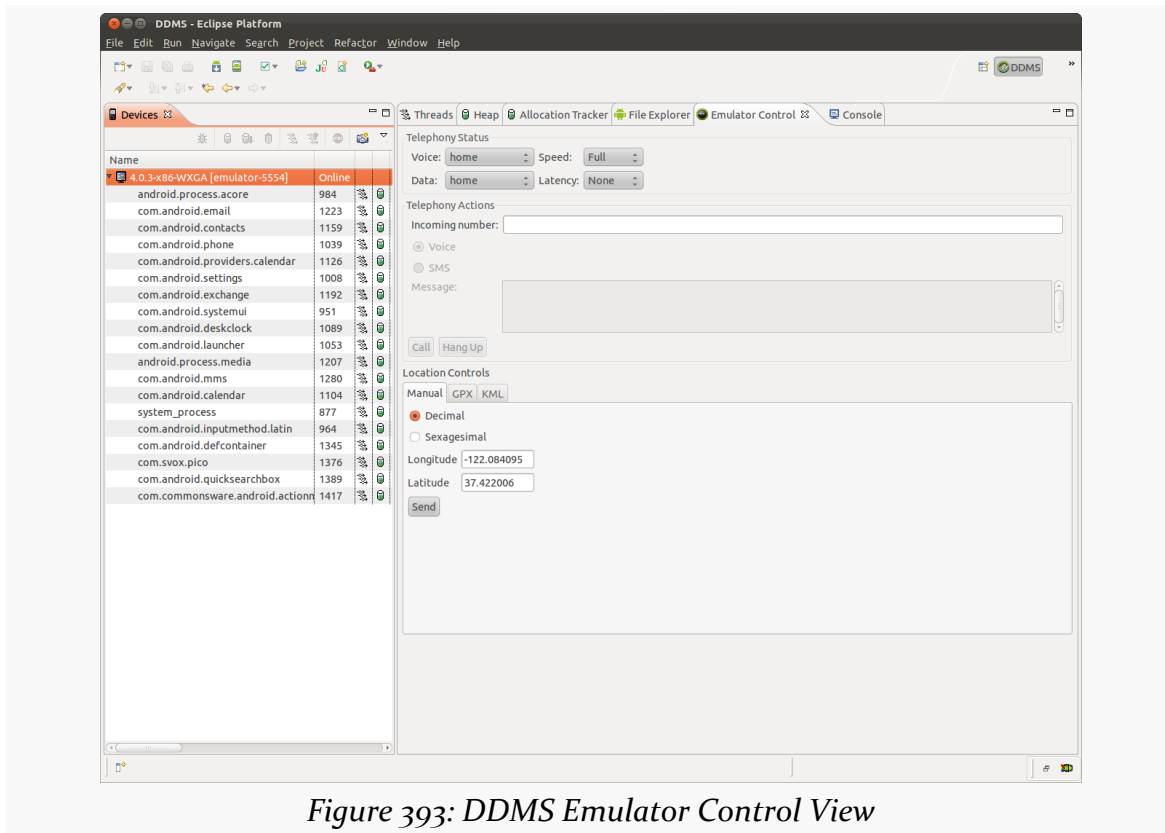 DDMS - Eclipse Platform
File Edit Run Navigate Search Project Refactor Window Help
DDMS »
Devices
Threads Heap Allocation Tracker File Explorer Emulator Control Console
Name
4.0.3-x86-WXGA [emulator-5554] Online
android.process.acore 984
com.android.email 1223
com.android.contacts 1159
com.android.phone 1039
com.android.providers.calendar 1126
com.android.settings 1008
com.android.exchange 1192
com.android.systemui 951
com.android.deskclock 1089
com.android.launcher 1053
android.process.media 1207
com.android.mms 1280
com.android.calendar 1104
system_process 877
com.android.inputmethod.latin 964
com.android.defcontainer 1345
com.svox.pico 1376
com.android.quicksearchbox 1389
com.commonsware.android.actionm 1417
Telephony Status
Voice: home Speed: Full
Data: home Latency: None
Telephony Actions
Incoming number:
Voice
SMS
Message:
Call Hang Up
Location Controls
Manual GPX KML
Decimal
Sexagesimal
Longitude -122.084095
Latitude 37.422006
Send
Figure 393: DDMS Emulator Control View